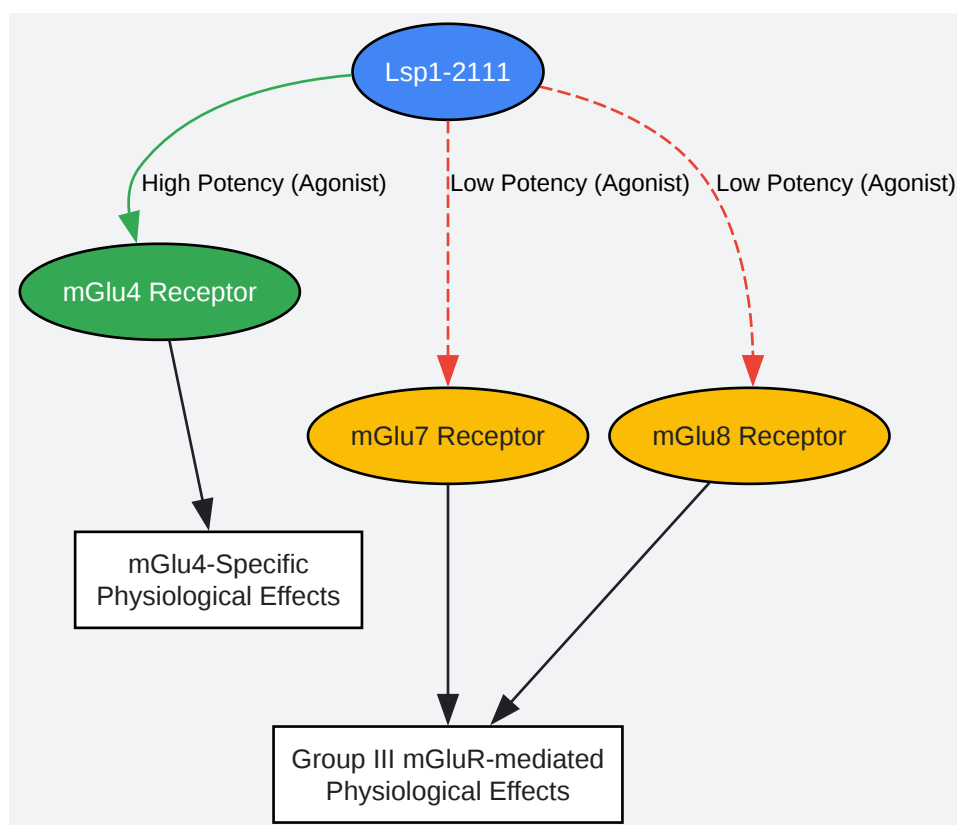 Lsp1-2111
High Potency (Agonist)
Low Potency (Agonist)
Low Potency (Agonist)
mGlu4 Receptor
mGlu7 Receptor
mGlu8 Receptor
mGlu4-Specific
Physiological Effects
Group III mGluR-mediated
Physiological Effects